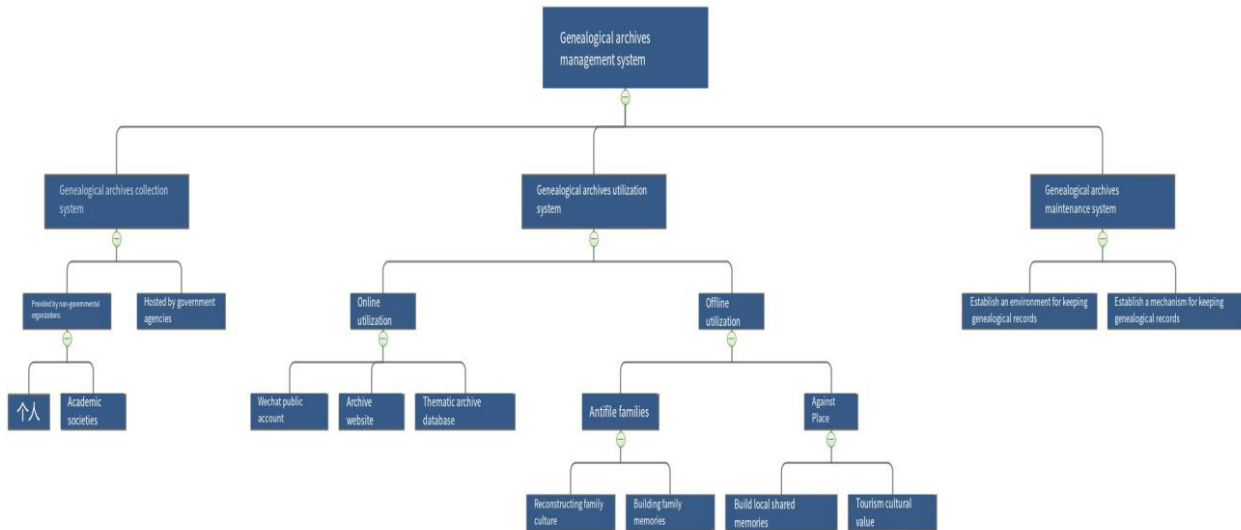 Genealogical archives
management system
Genealogical archives collection
system
Genealogical archives utilization
system
Genealogical archives
maintenance system
Provided by non-governmental
organizations
Hosted by government
agencies
Online
utilization
Offline
utilization
Establish an environment for keeping
genealogical records
Establish a mechanism for keeping
genealogical records
个人
Academic
societies
Wechat public
account
Archive
website
Thematic archive
database
Antifile families
Against
Place
Reconstructing family
culture
Building family
memories
Build local shared
memories
Tourism cultural
value